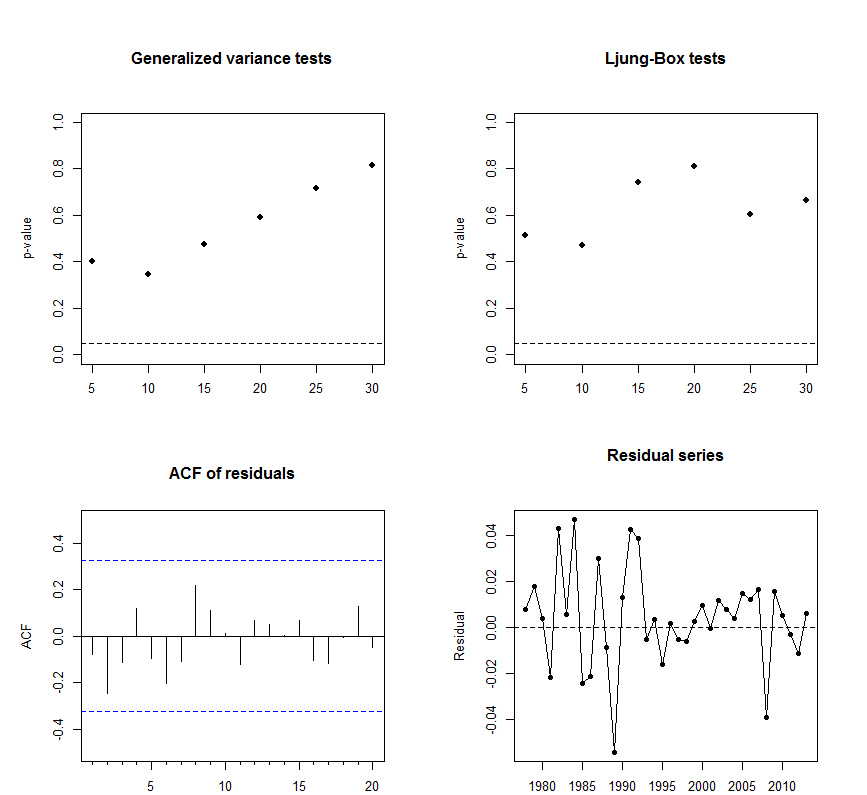 Generalized variance tests
p-value
1.0
0.8
0.6
0.4
0.2
0.0
5 10 15 20 25 30
Ljung-Box tests
p-value
1.0
0.8
0.6
0.4
0.2
0.0
5 10 15 20 25 30
ACF of residuals
ACF
0.4
0.2
0.0
-0.2
-0.4
5 10 15 20
Residual series
Residual
0.04
0.02
0.00
-0.02
-0.04
1980 1985 1990 1995 2000 2005 2010